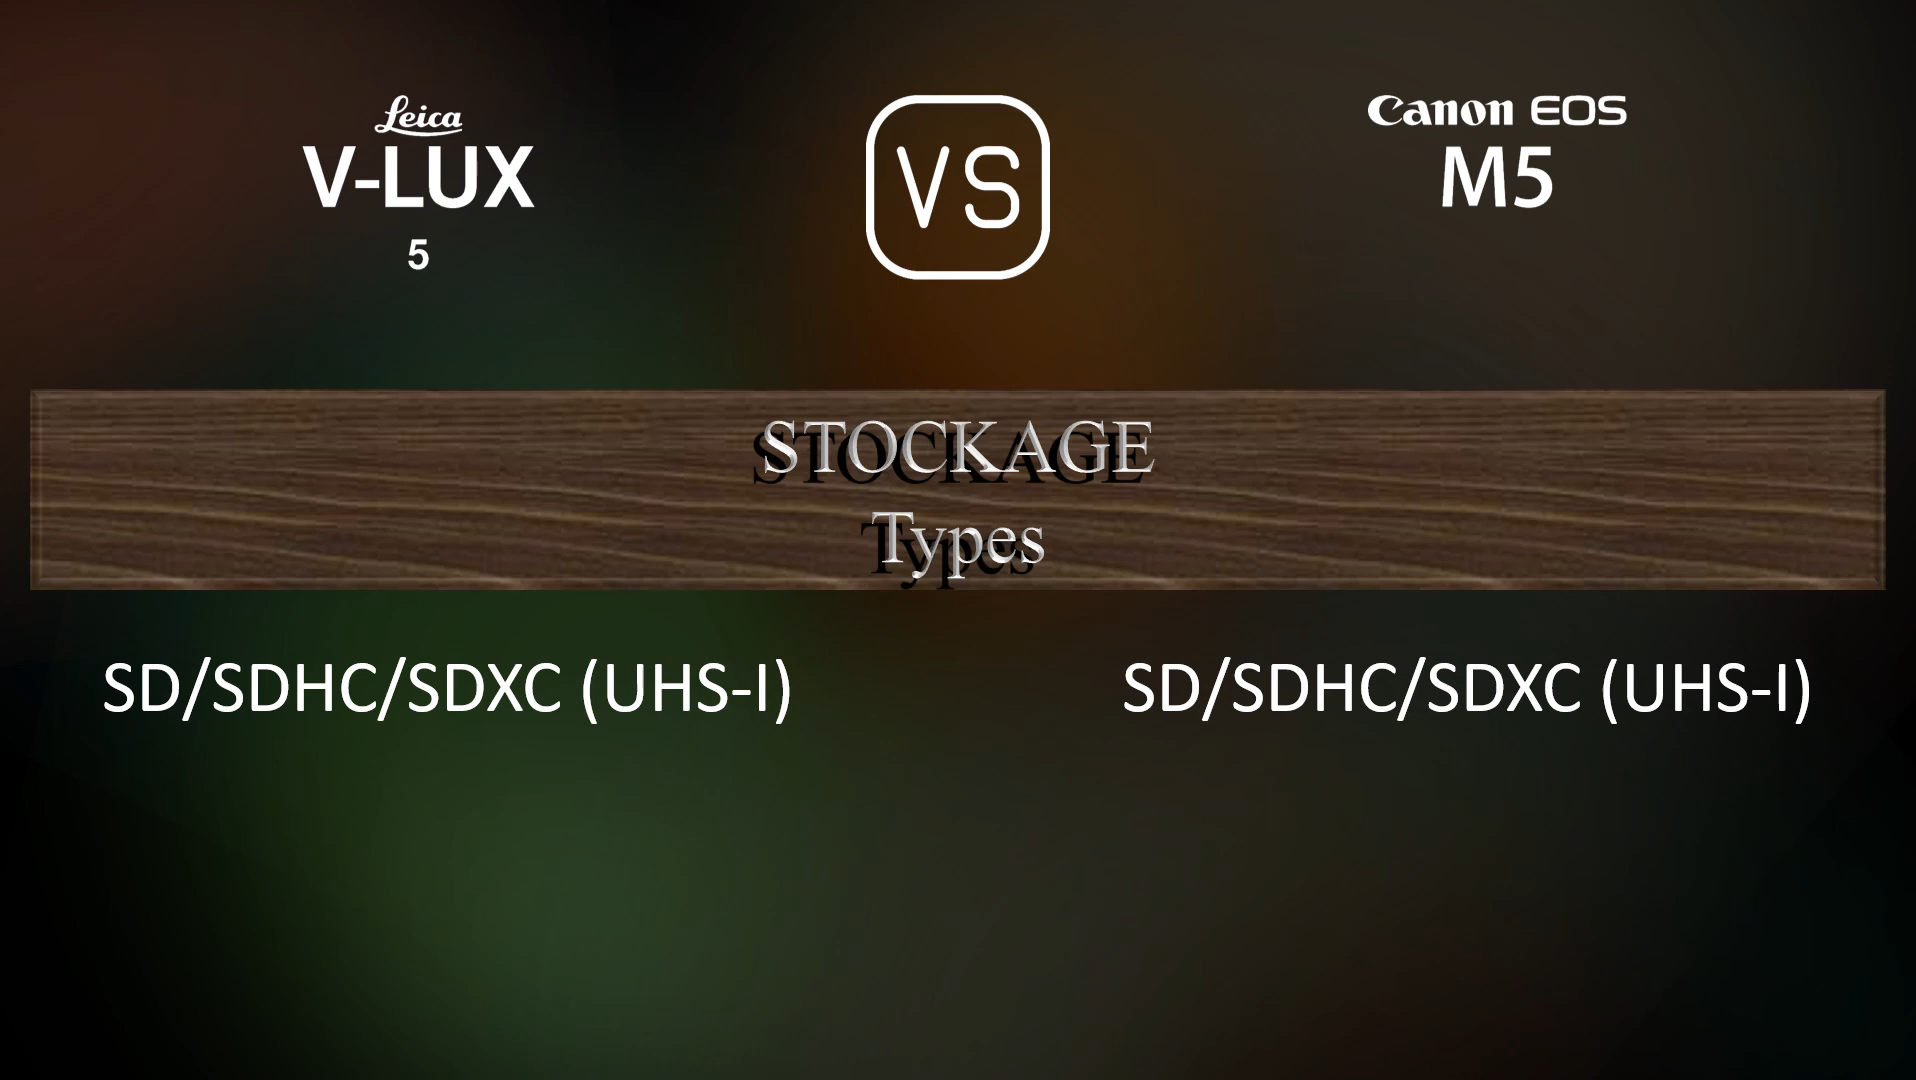 Leica
V-LUX
5
VS
Canon EOS
M5
STOCKAGE
Types
SD/SDHC/SDXC (UHS-I)
SD/SDHC/SDXC (UHS-I)